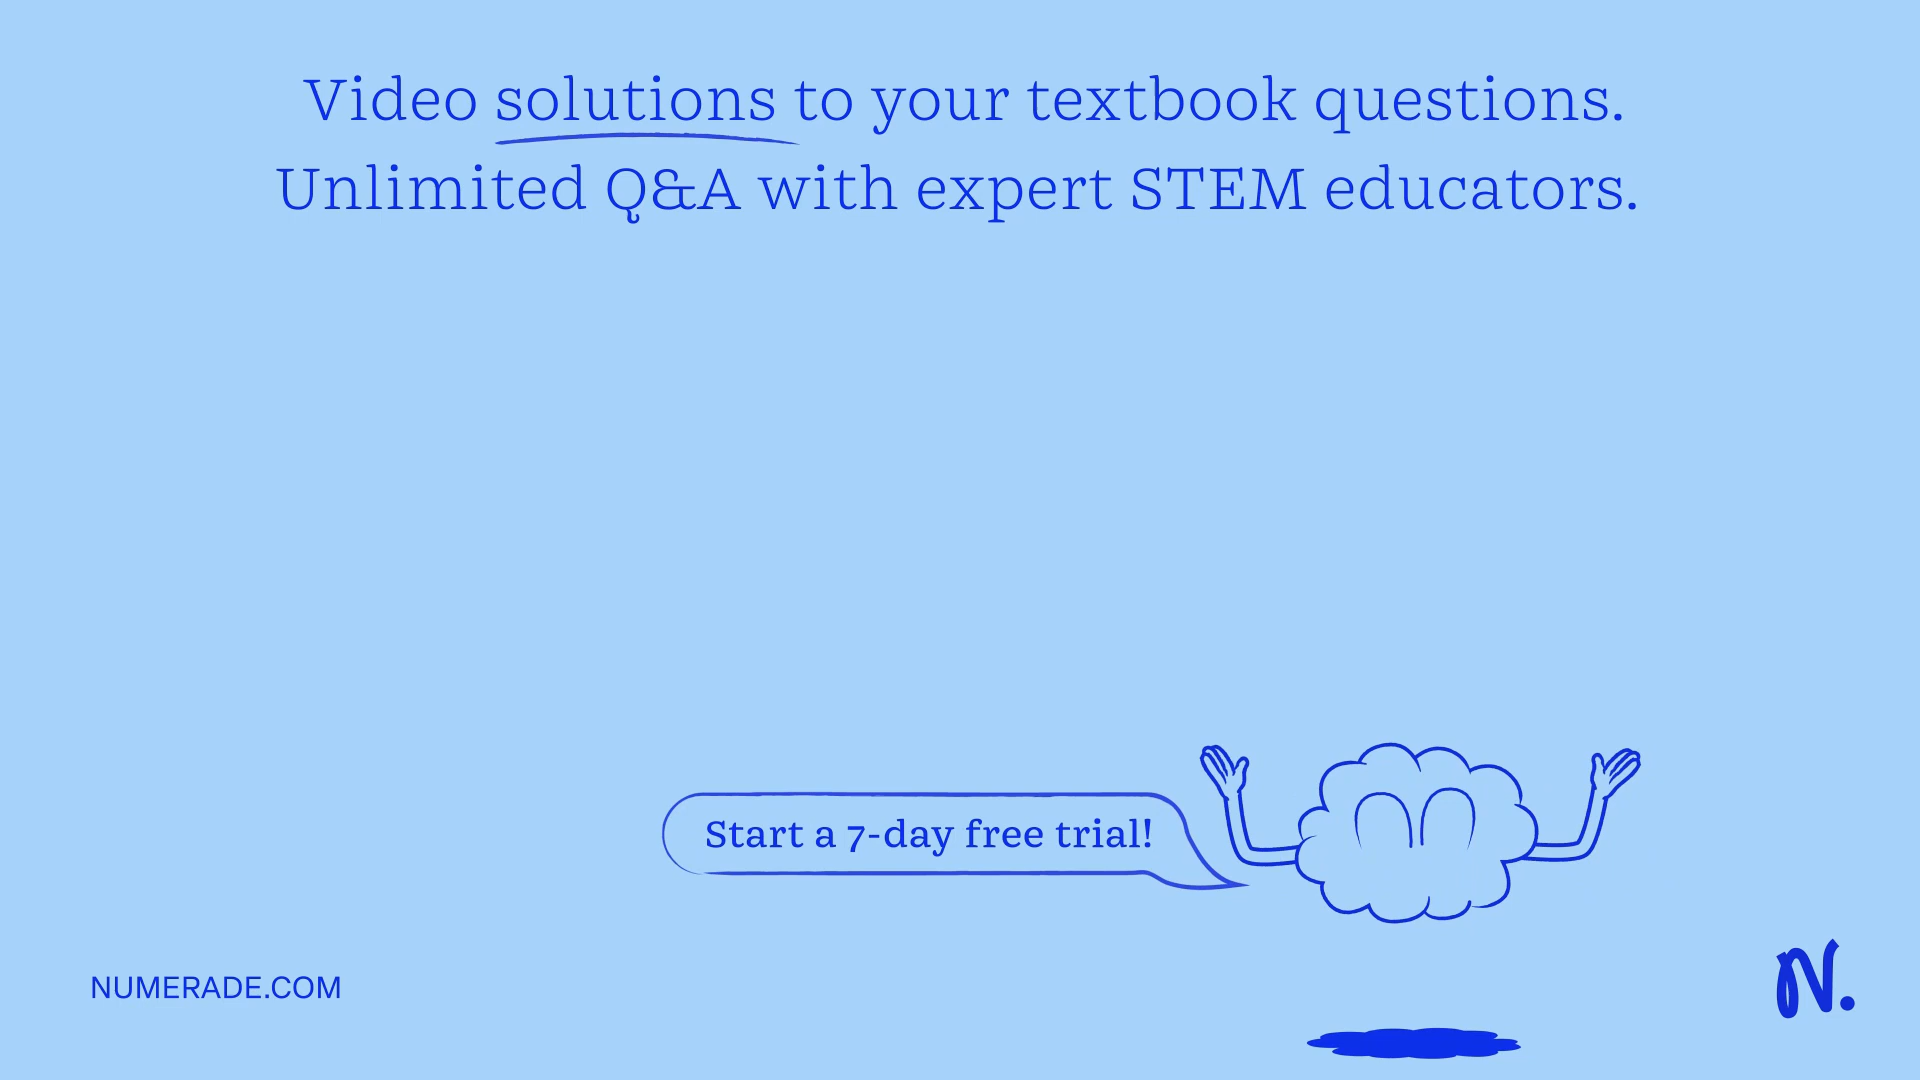 Video solutions to your textbook questions.
Unlimited Q&A with expert STEM educators.
Start a 7-day free trial!
NUMERADE.COM
N.